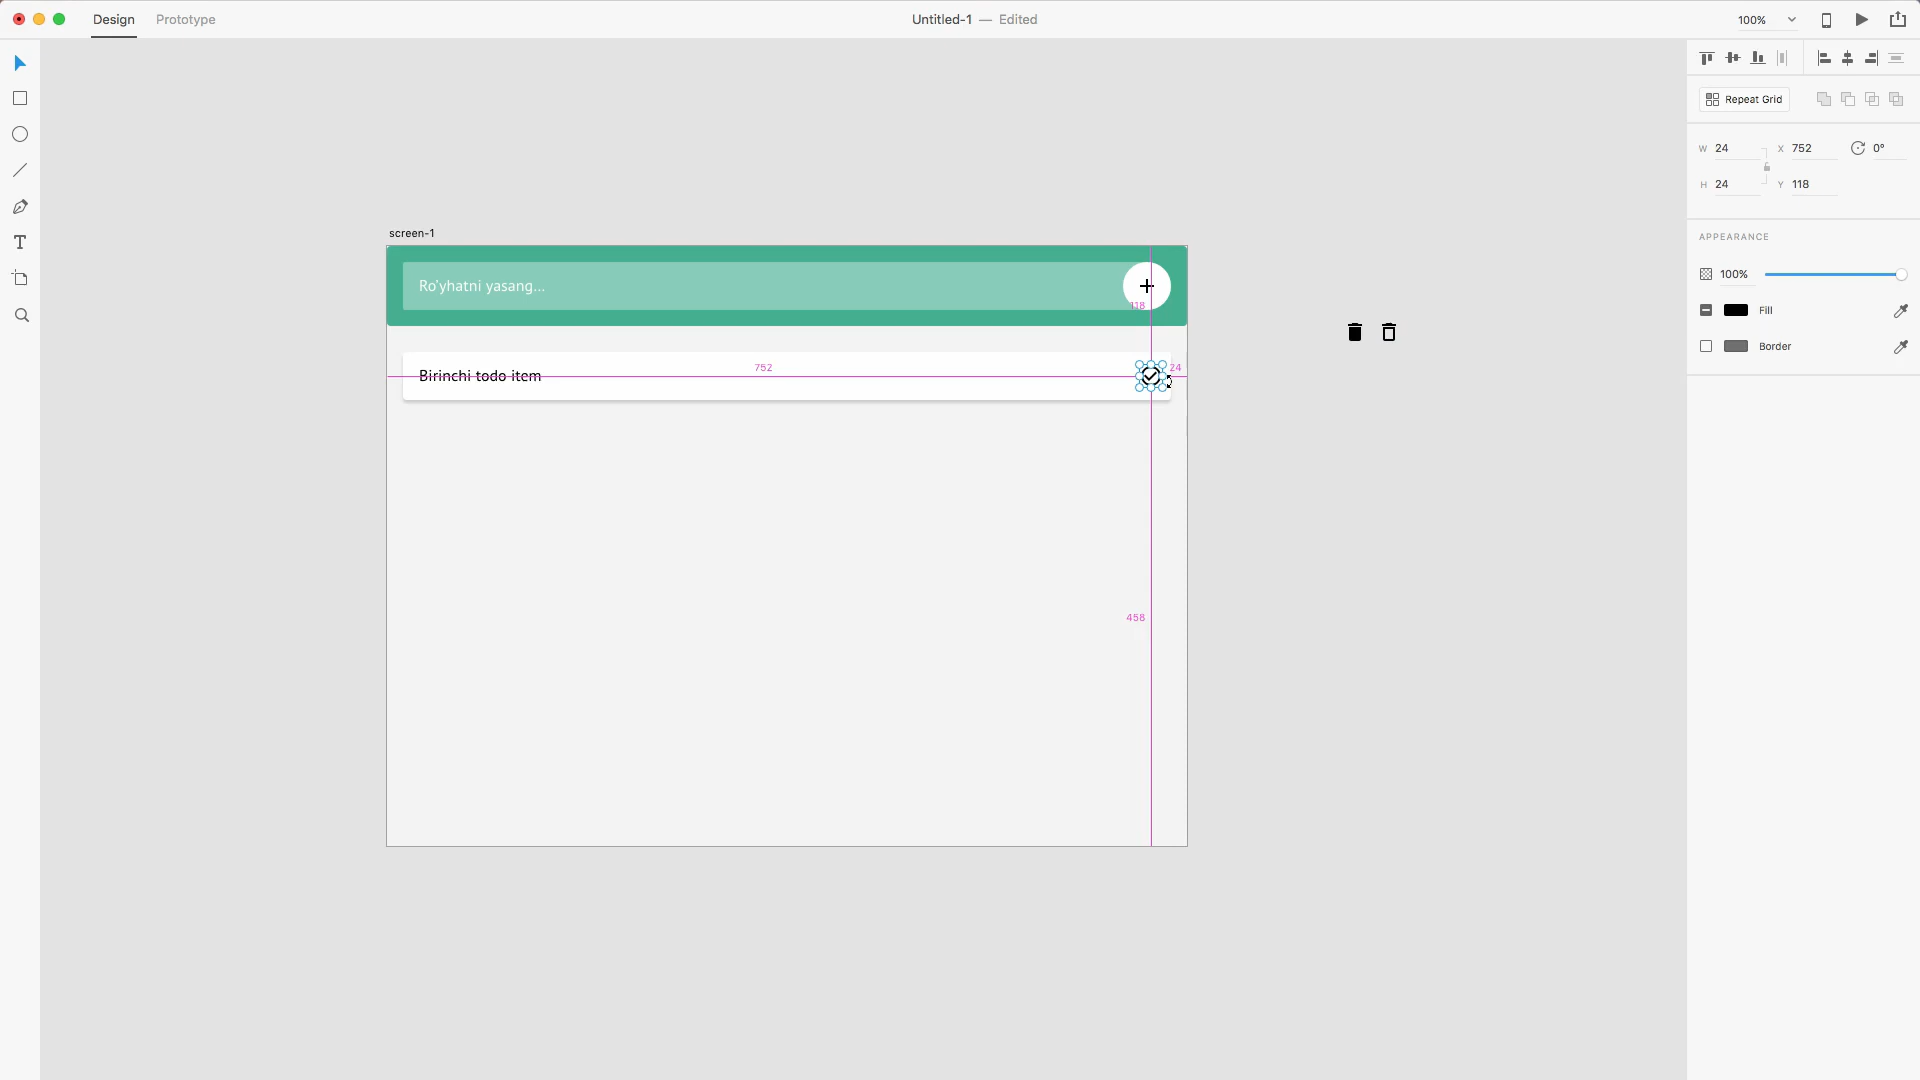 Design Prototype Untitled-1 — Edited 100%
Repeat Grid
W 24 X 752 0°
H 24 Y 118
APPEARANCE
100%
Fill
Border
screen-1
Ro'yhatni yasang...
118
Birinchi todo item
752
24
458